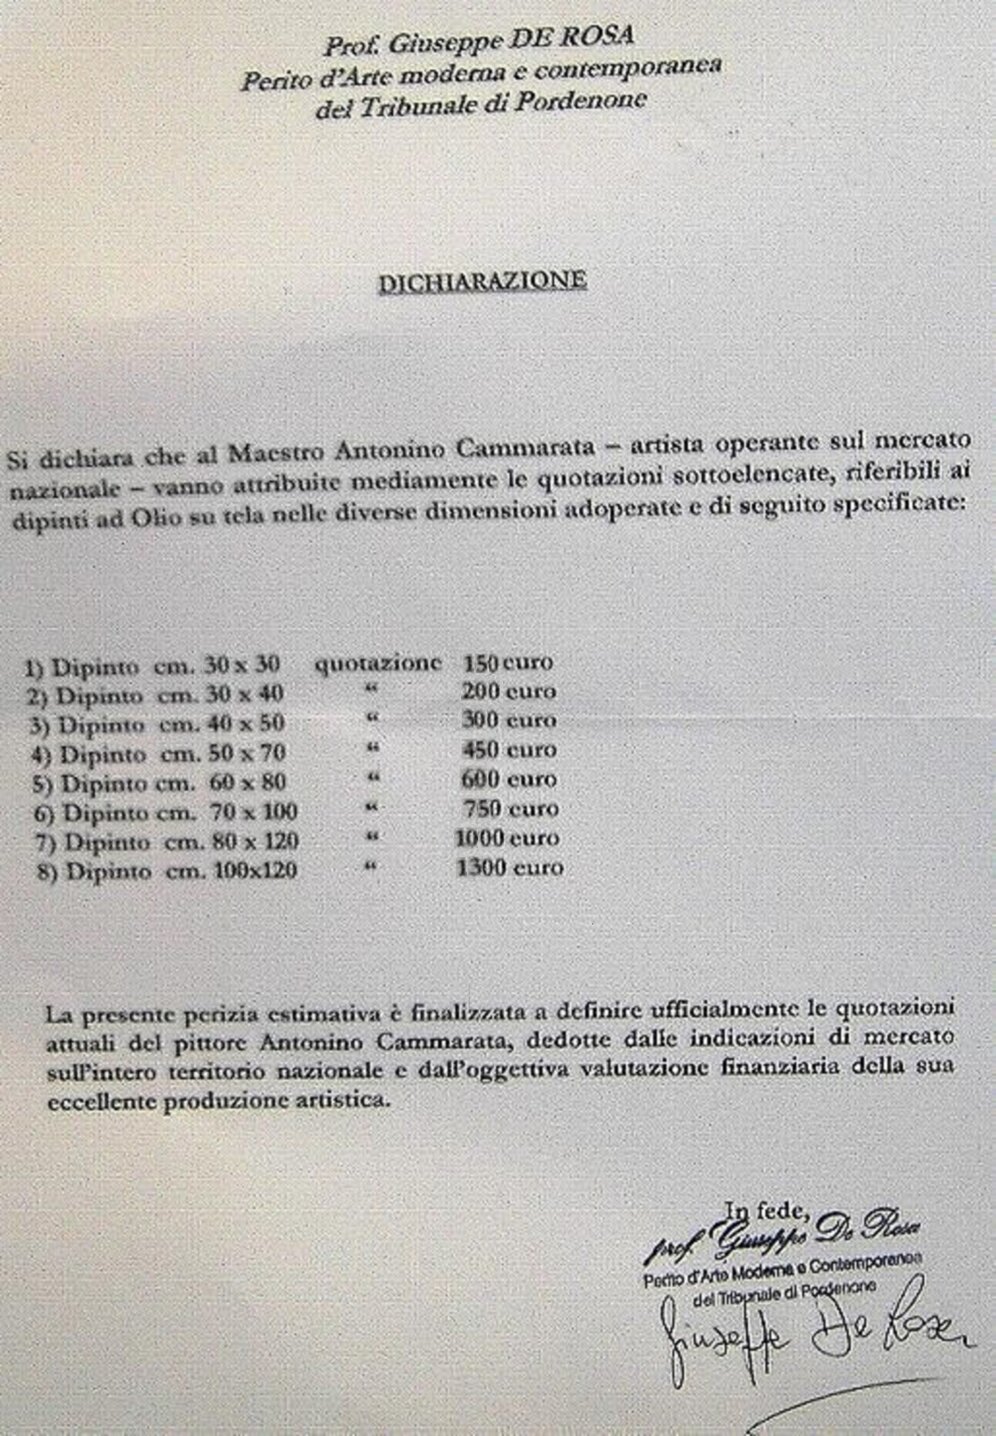 Prof. Giuseppe DE ROSA
Perito d'Arte moderna e contemporanea
del Tribunale di Pordenone
DICHIARAZIONE
Si dichiara che al Maestro Antonino Cammarata – artista operante sul mercato
nazionale – vanno attribuite mediamente le quotazioni sottoelencate, riferibili ai
dipinti ad Olio su tela nelle diverse dimensioni adoperate e di seguito specificate:
1) Dipinto cm. 30 x 30 quotazione 150 euro
2) Dipinto cm. 30 x 40 “ 200 euro
3) Dipinto cm. 40 x 50 “ 300 euro
4) Dipinto cm. 50 x 70 “ 450 euro
5) Dipinto cm. 60 x 80 “ 600 euro
6) Dipinto cm. 70 x 100 “ 750 euro
7) Dipinto cm. 80 x 120 “ 1000 euro
8) Dipinto cm. 100x120 “ 1300 euro
La presente perizia estimativa è finalizzata a definire ufficialmente le quotazioni
attuali del pittore Antonino Cammarata, dedotte dalle indicazioni di mercato
sull'intero territorio nazionale e dall'oggettiva valutazione finanziaria della sua
eccellente produzione artistica.
In fede,
prof. Giuseppe De Rosa
Perito d'Arte Moderna e Contemporanea
del Tribunale di Pordenone
Giuseppe De Rosa